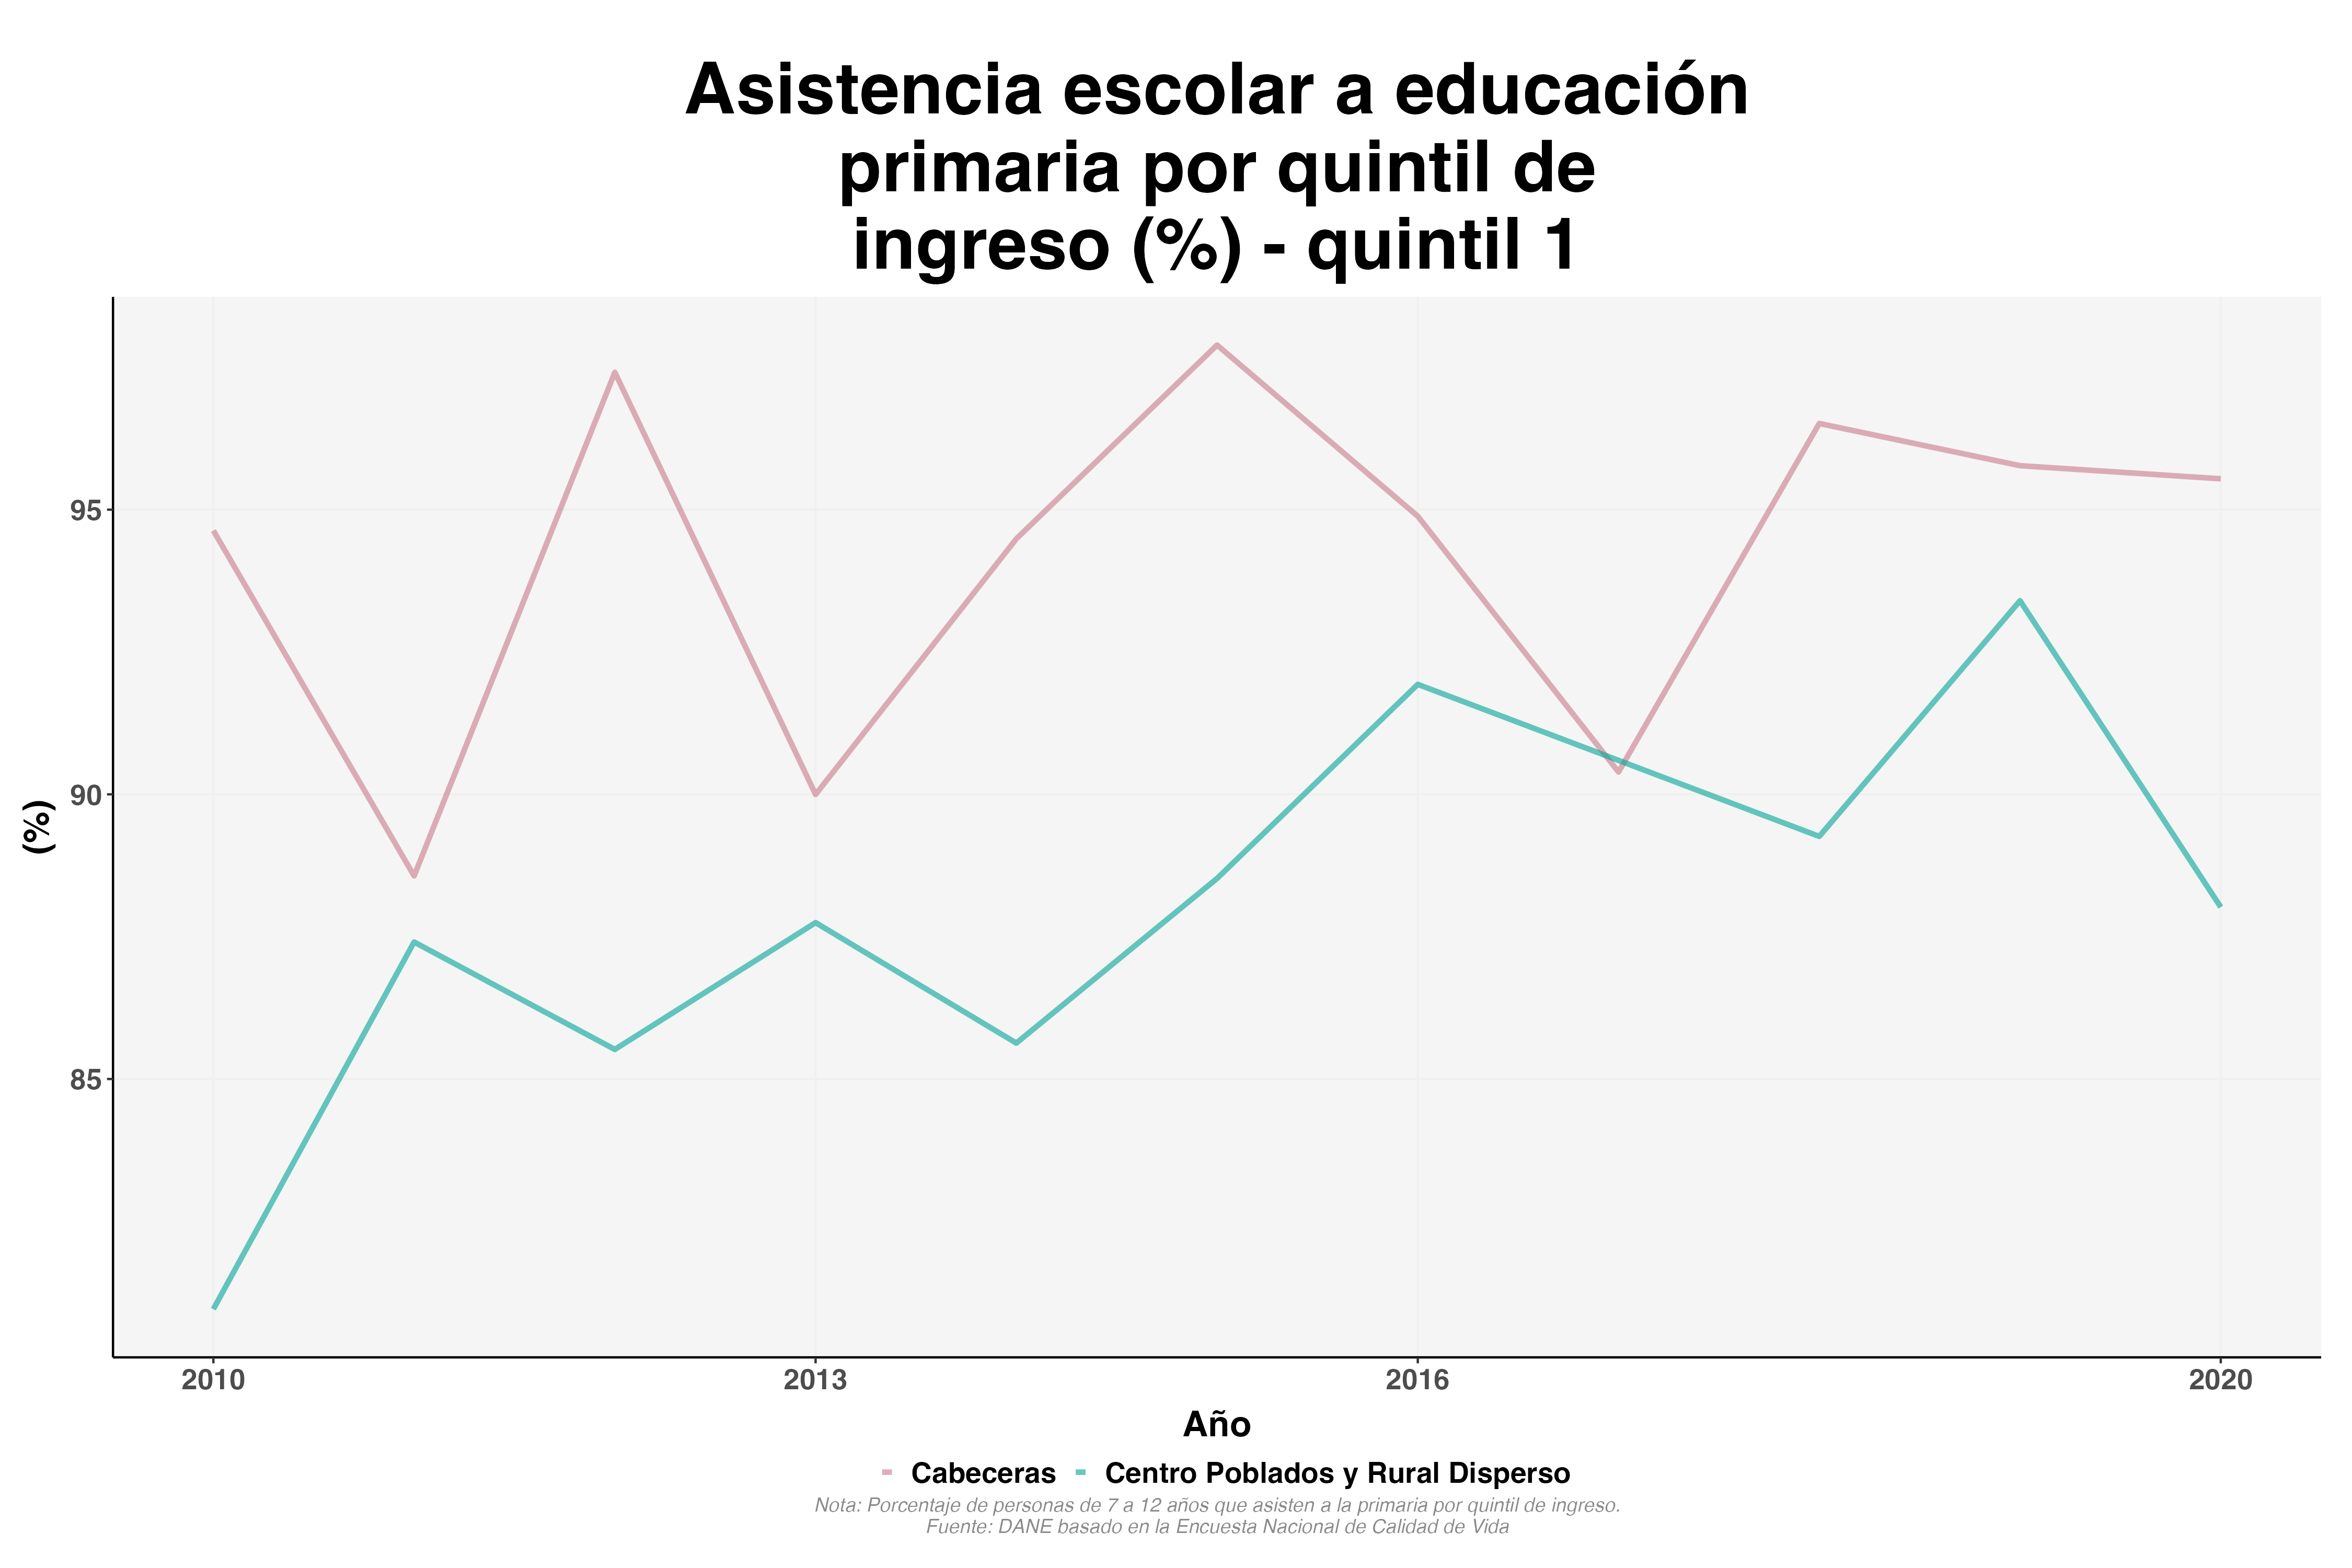 Asistencia escolar a educación
primaria por quintil de
ingreso (%) - quintil 1
(%)
95
90
85
2010
2013
2016
2020
Año
Cabeceras
Centro Poblados y Rural Disperso
Nota: Porcentaje de personas de 7 a 12 años que asisten a la primaria por quintil de ingreso.
Fuente: DANE basado en la Encuesta Nacional de Calidad de Vida